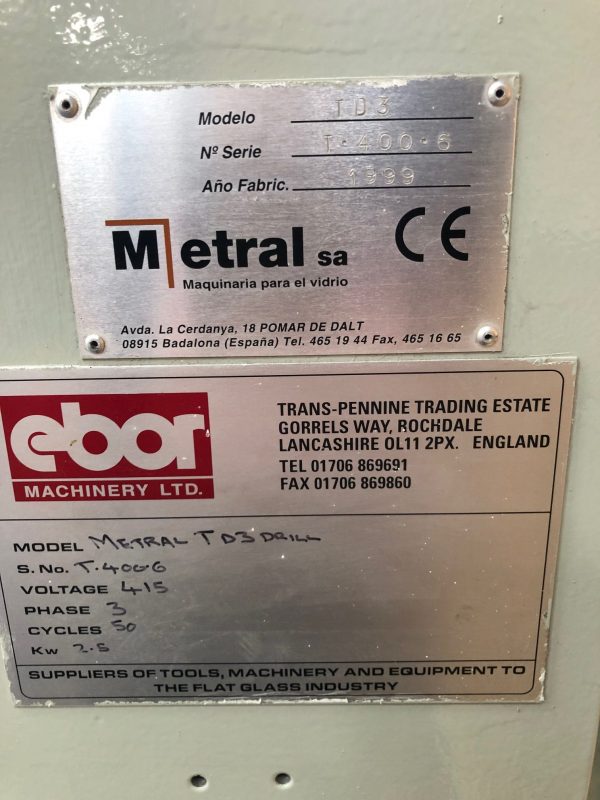 Modelo TD3
Nº Serie T·400·6
Año Fabric. 1999
Metral sa
CE
Maquinaria para el vidrio
Avda. La Cerdanya, 18 POMAR DE DALT
08915 Badalona (España) Tel. 465 19 44 Fax, 465 16 65
ebor
MACHINERY LTD.
TRANS-PENNINE TRADING ESTATE
GORRELS WAY, ROCHDALE
LANCASHIRE OL11 2PX. ENGLAND
TEL 01706 869691
FAX 01706 869860
MODEL METRAL TD3 DRILL
S. No. T.400-6
VOLTAGE 415
PHASE 3
CYCLES 50
Kw 2.5
SUPPLIERS OF TOOLS, MACHINERY AND EQUIPMENT TO
THE FLAT GLASS INDUSTRY